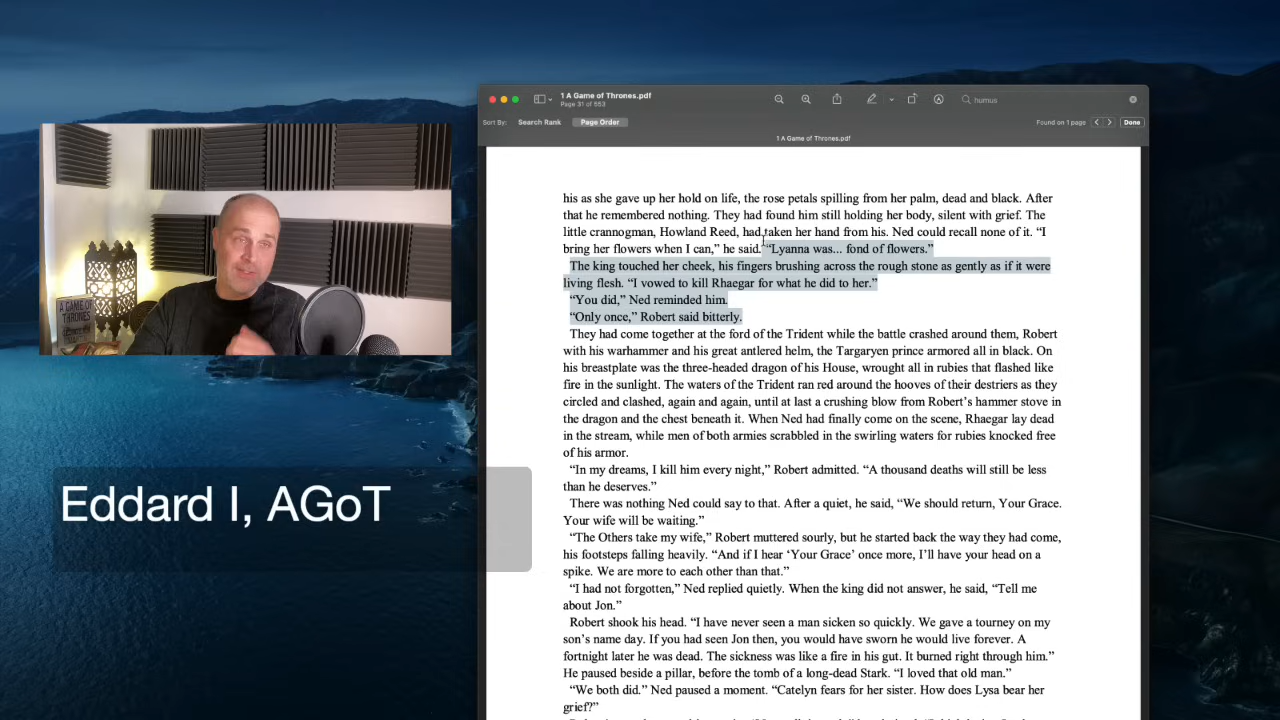 1 A Game of Thrones.pdf
Page 31 of 553
humus
Sort By:
Search Rank
Page Order
Found on 1 page
Done
1 A Game of Thrones.pdf
his as she gave up her hold on life, the rose petals spilling from her palm, dead and black. After
that he remembered nothing. They had found him still holding her body, silent with grief. The
little crannogman, Howland Reed, had taken her hand from his. Ned could recall none of it. “I
bring her flowers when I can,” he said. “Lyanna was... fond of flowers.”
The king touched her cheek, his fingers brushing across the rough stone as gently as if it were
living flesh. “I vowed to kill Rhaegar for what he did to her.”
“You did,” Ned reminded him.
“Only once,” Robert said bitterly.
They had come together at the ford of the Trident while the battle crashed around them, Robert
with his warhammer and his great antlered helm, the Targaryen prince armored all in black. On
his breastplate was the three-headed dragon of his House, wrought all in rubies that flashed like
fire in the sunlight. The waters of the Trident ran red around the hooves of their destriers as they
circled and clashed, again and again, until at last a crushing blow from Robert’s hammer stove in
the dragon and the chest beneath it. When Ned had finally come on the scene, Rhaegar lay dead
in the stream, while men of both armies scrabbled in the swirling waters for rubies knocked free
of his armor.
“In my dreams, I kill him every night,” Robert admitted. “A thousand deaths will still be less
than he deserves.”
There was nothing Ned could say to that. After a quiet, he said, “We should return, Your Grace.
Your wife will be waiting.”
“The Others take my wife,” Robert muttered sourly, but he started back the way they had come,
his footsteps falling heavily. “And if I hear ‘Your Grace’ once more, I’ll have your head on a
spike. We are more to each other than that.”
“I had not forgotten,” Ned replied quietly. When the king did not answer, he said, “Tell me
about Jon.”
Robert shook his head. “I have never seen a man sicken so quickly. We gave a tourney on my
son’s name day. If you had seen Jon then, you would have sworn he would live forever. A
fortnight later he was dead. The sickness was like a fire in his gut. It burned right through him.”
He paused beside a pillar, before the tomb of a long-dead Stark. “I loved that old man.”
“We both did.” Ned paused a moment. “Catelyn fears for her sister. How does Lysa bear her
grief?”
Eddard I, AGoT
A GAME OF